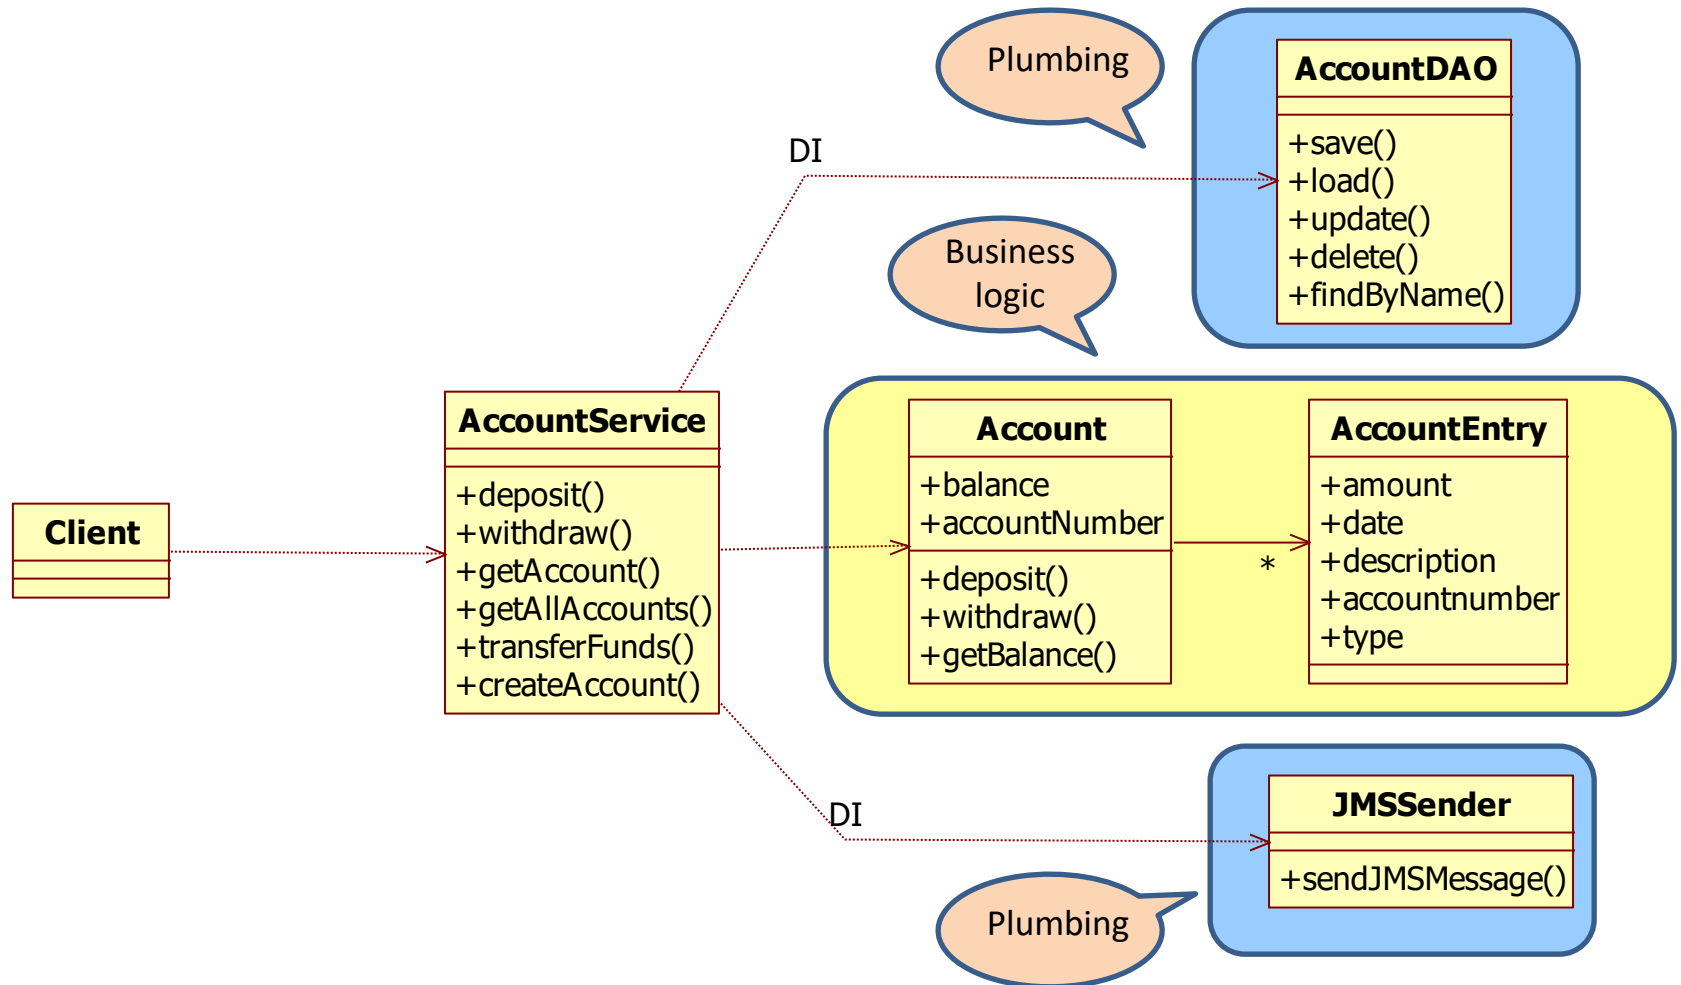 Plumbing
AccountDAO
+save()
+load()
+update()
+delete()
+findByName()
DI
Business
logic
Client
AccountService
+deposit()
+withdraw()
+getAccount()
+getAllAccounts()
+transferFunds()
+createAccount()
Account
+balance
+accountNumber
+deposit()
+withdraw()
+getBalance()
*
AccountEntry
+amount
+date
+description
+accountnumber
+type
DI
JMSSender
+sendJMSMessage()
Plumbing